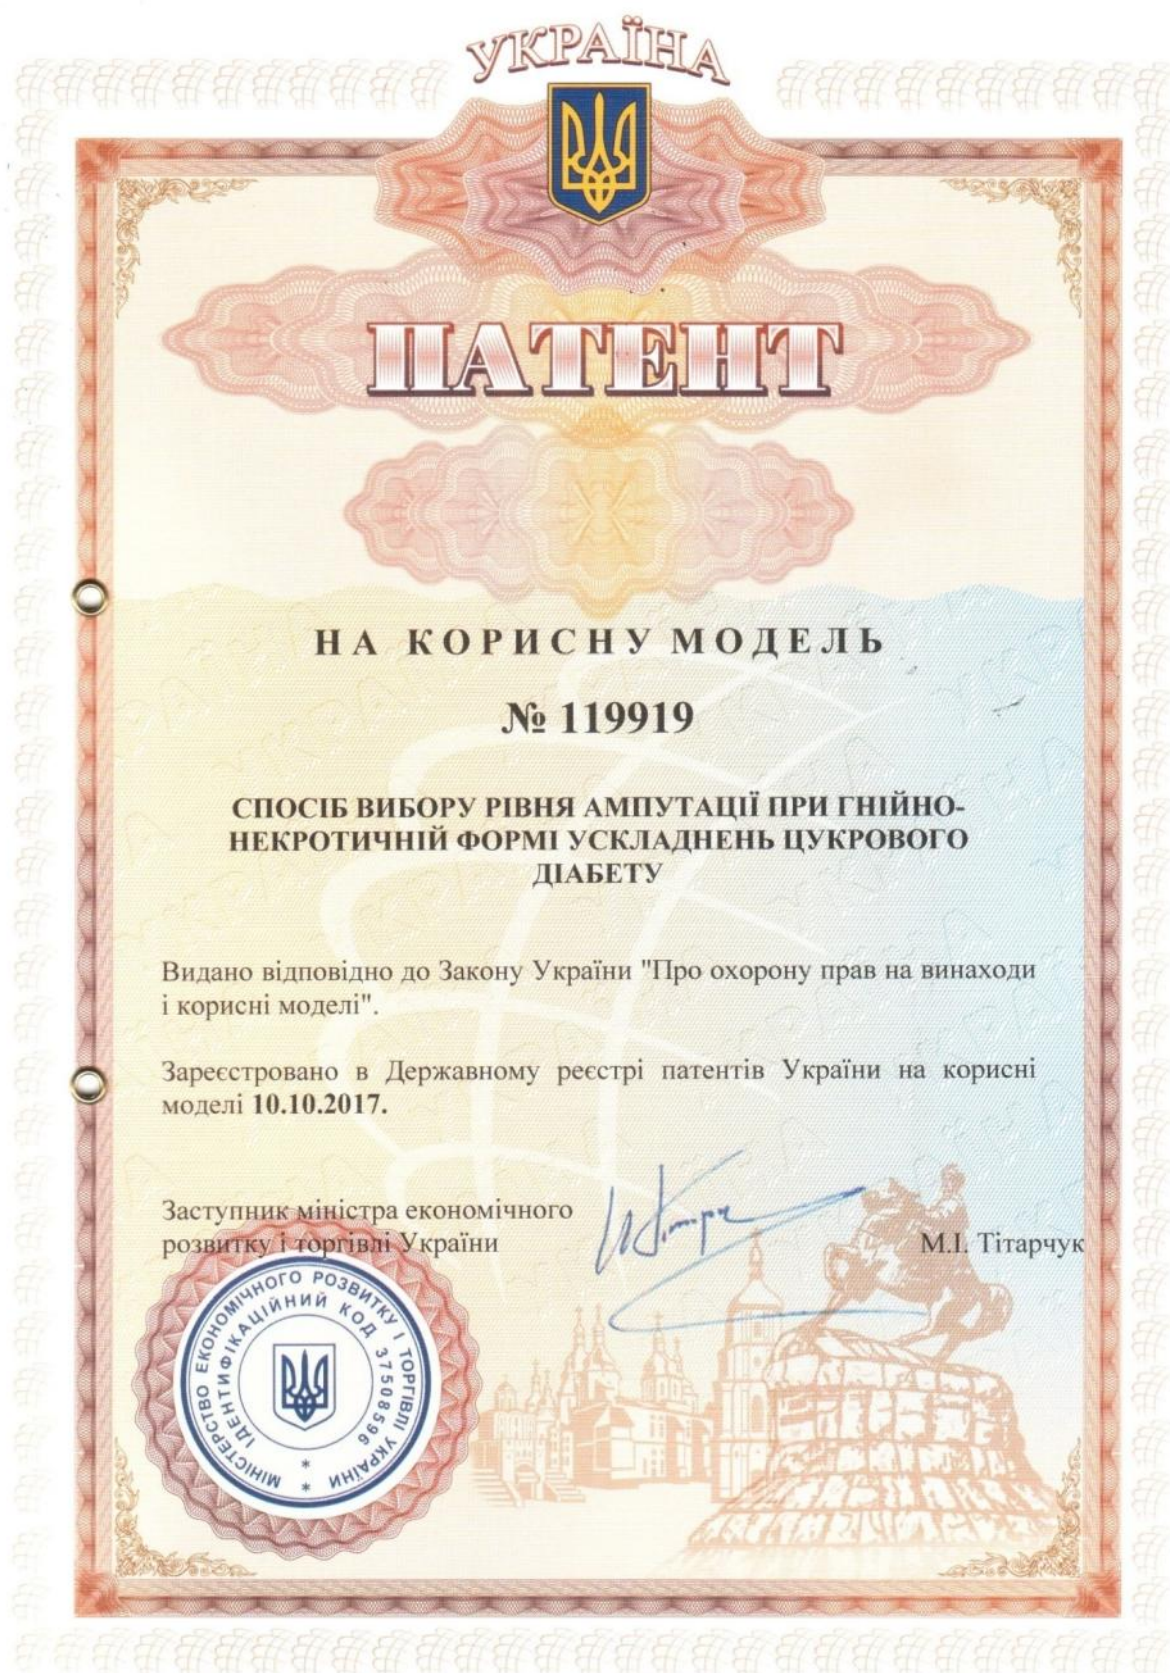 УКРАЇНА
ПАТЕНТ
НА КОРИСНУ МОДЕЛЬ
№ 119919
СПОСІБ ВИБОРУ РІВНЯ АМПУТАЦІЇ ПРИ ГНІЙНО-
НЕКРОТИЧНІЙ ФОРМІ УСКЛАДНЕНЬ ЦУКРОВОГО
ДІАБЕТУ
Видано відповідно до Закону України "Про охорону прав на винаходи
і корисні моделі".
Зареєстровано в Державному реєстрі патентів України на корисні
моделі 10.10.2017.
Заступник міністра економічного
розвитку і торгівлі України
М.І. Тітарчук
МІНІСТЕРСТВО ЕКОНОМІЧНОГО РОЗВИТКУ І ТОРГІВЛІ УКРАЇНИ *
ІДЕНТИФІКАЦІЙНИЙ КОД 37508596 *